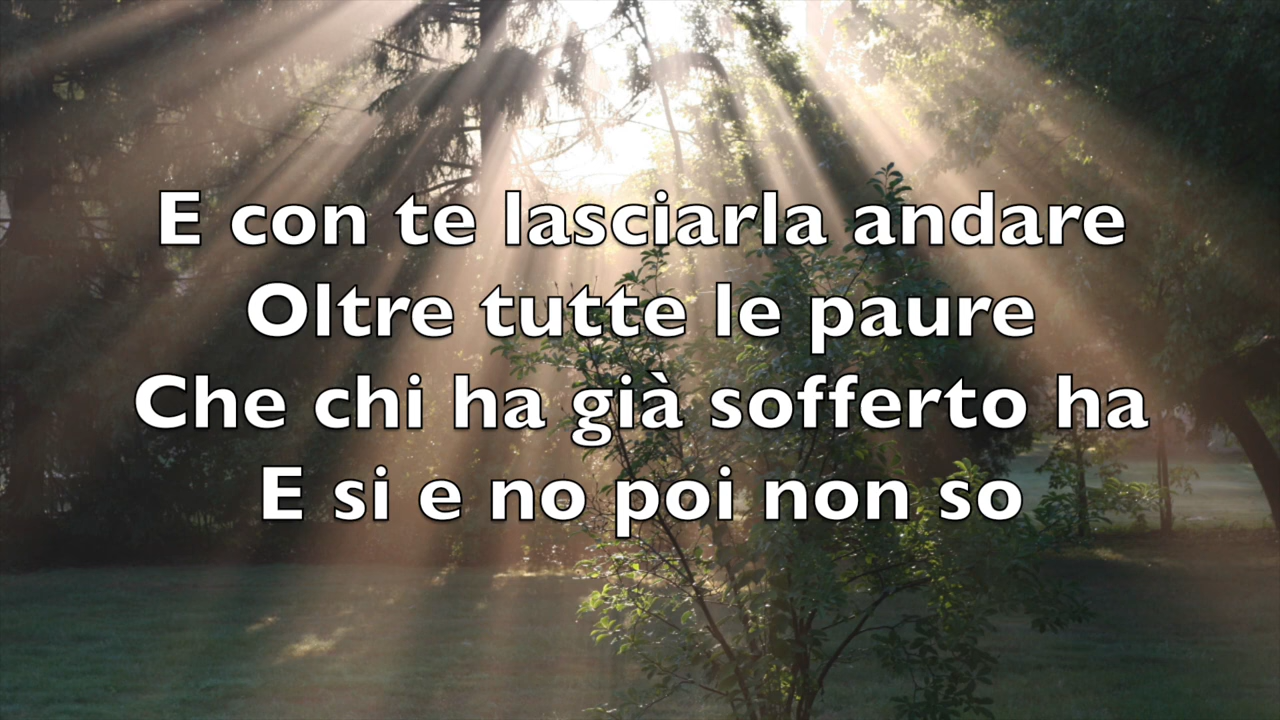 E con te lasciarla andare
Oltre tutte le paure
Che chi ha già sofferto ha
E si e no poi non so